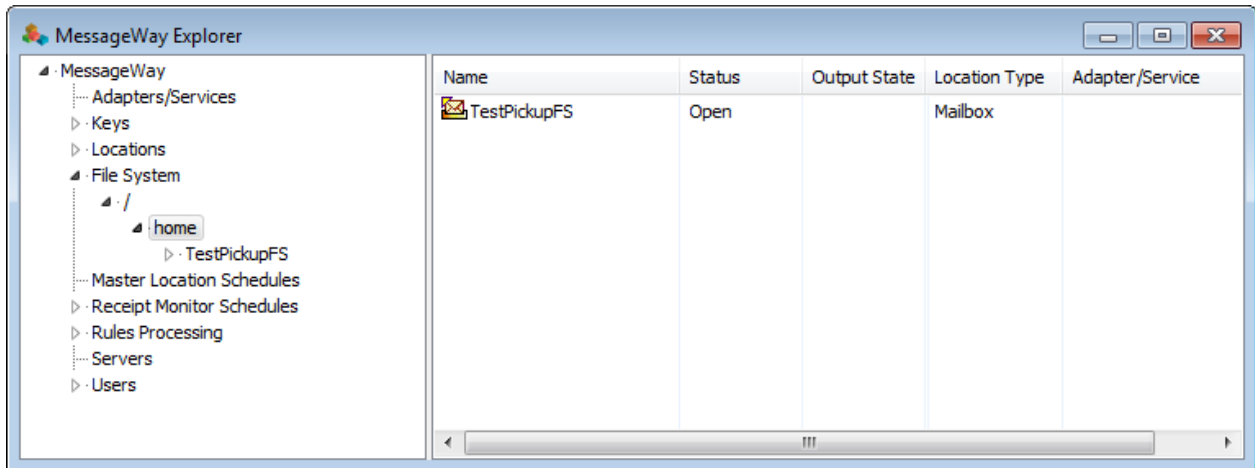 MessageWay Explorer
MessageWay
Adapters/Services
Keys
Locations
File System
/
home
TestPickupFS
Master Location Schedules
Receipt Monitor Schedules
Rules Processing
Servers
Users
Name Status Output State Location Type Adapter/Service
TestPickupFS Open Mailbox